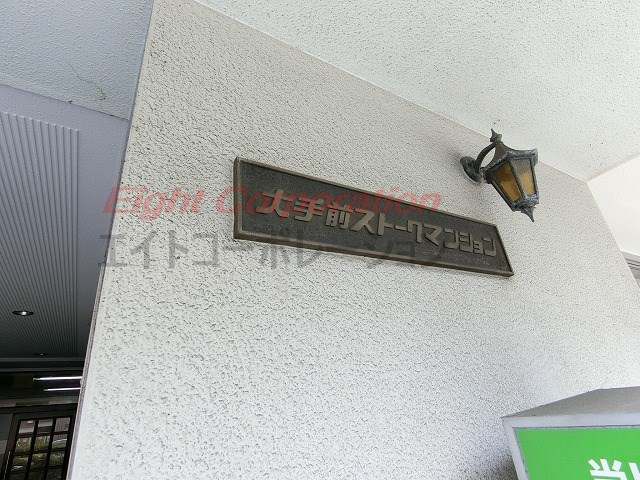 Eight Corporation
大手前ストークマンション
エイトコーポレーション